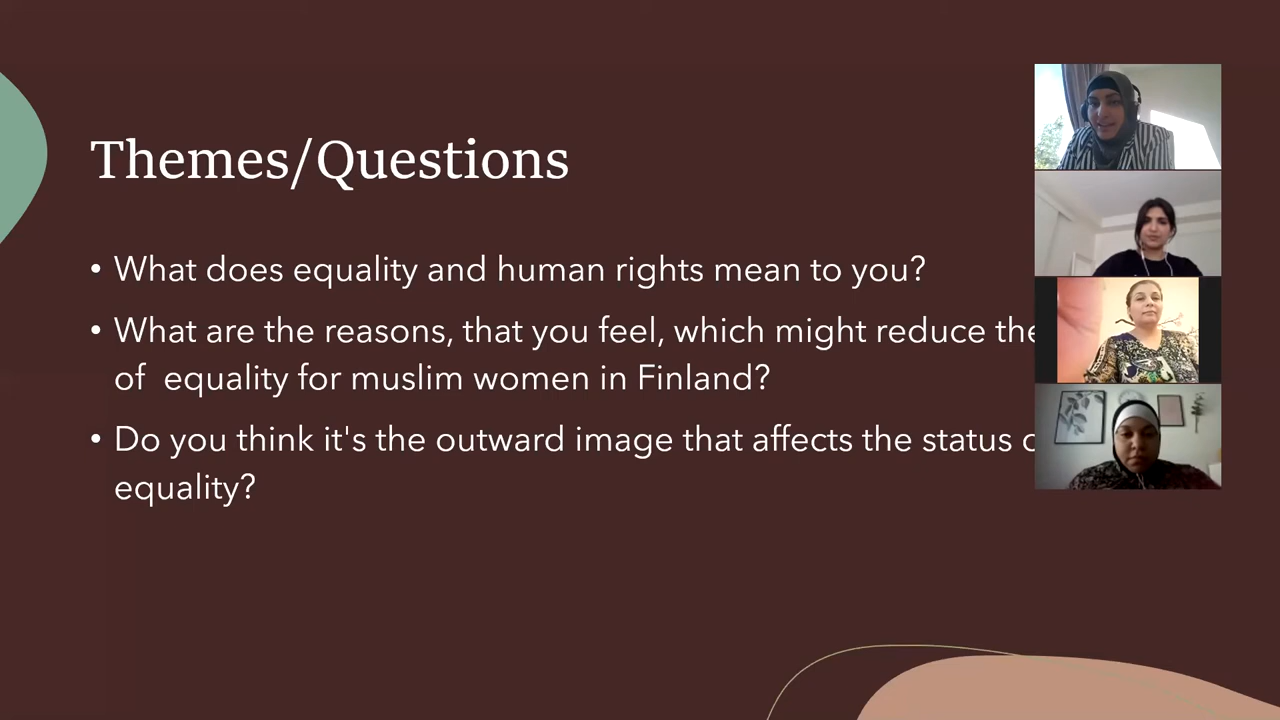 Themes/Questions
• What does equality and human rights mean to you?
• What are the reasons, that you feel, which might reduce the
of equality for muslim women in Finland?
• Do you think it's the outward image that affects the status
equality?